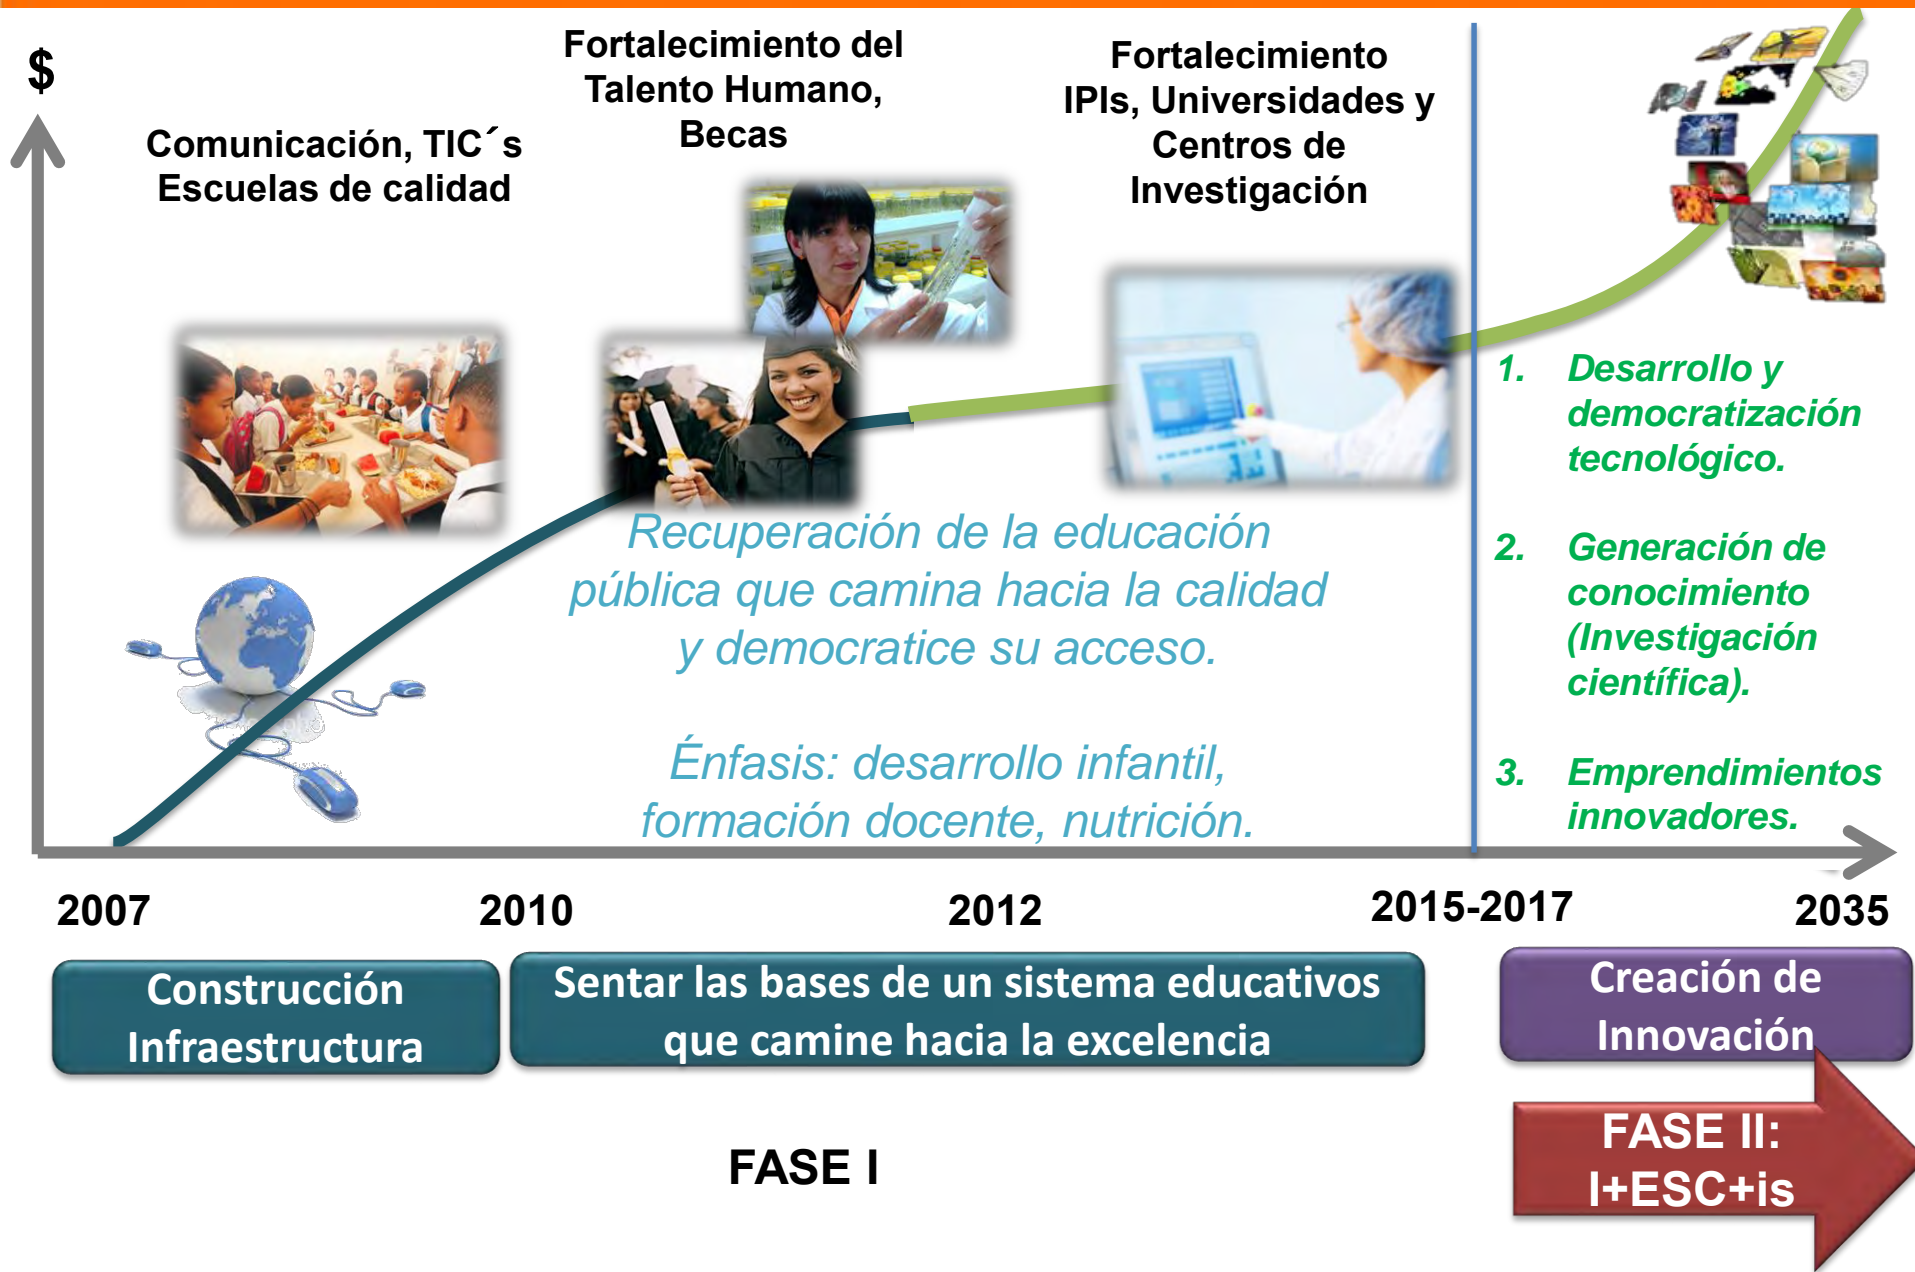 $
Comunicación, TIC´s
Escuelas de calidad
Fortalecimiento del
Talento Humano,
Becas
Fortalecimiento
IPIs, Universidades y
Centros de
Investigación
Recuperación de la educación
pública que camina hacia la calidad
y democratice su acceso.
Énfasis: desarrollo infantil,
formación docente, nutrición.
1. Desarrollo y
democratización
tecnológico.
2. Generación de
conocimiento
(Investigación
científica).
3. Emprendimientos
innovadores.
2007
2010
2012
2015-2017
2035
Construcción
Infraestructura
Sentar las bases de un sistema educativos
que camine hacia la excelencia
Creación de
Innovación
FASE I
FASE II:
I+ESC+is